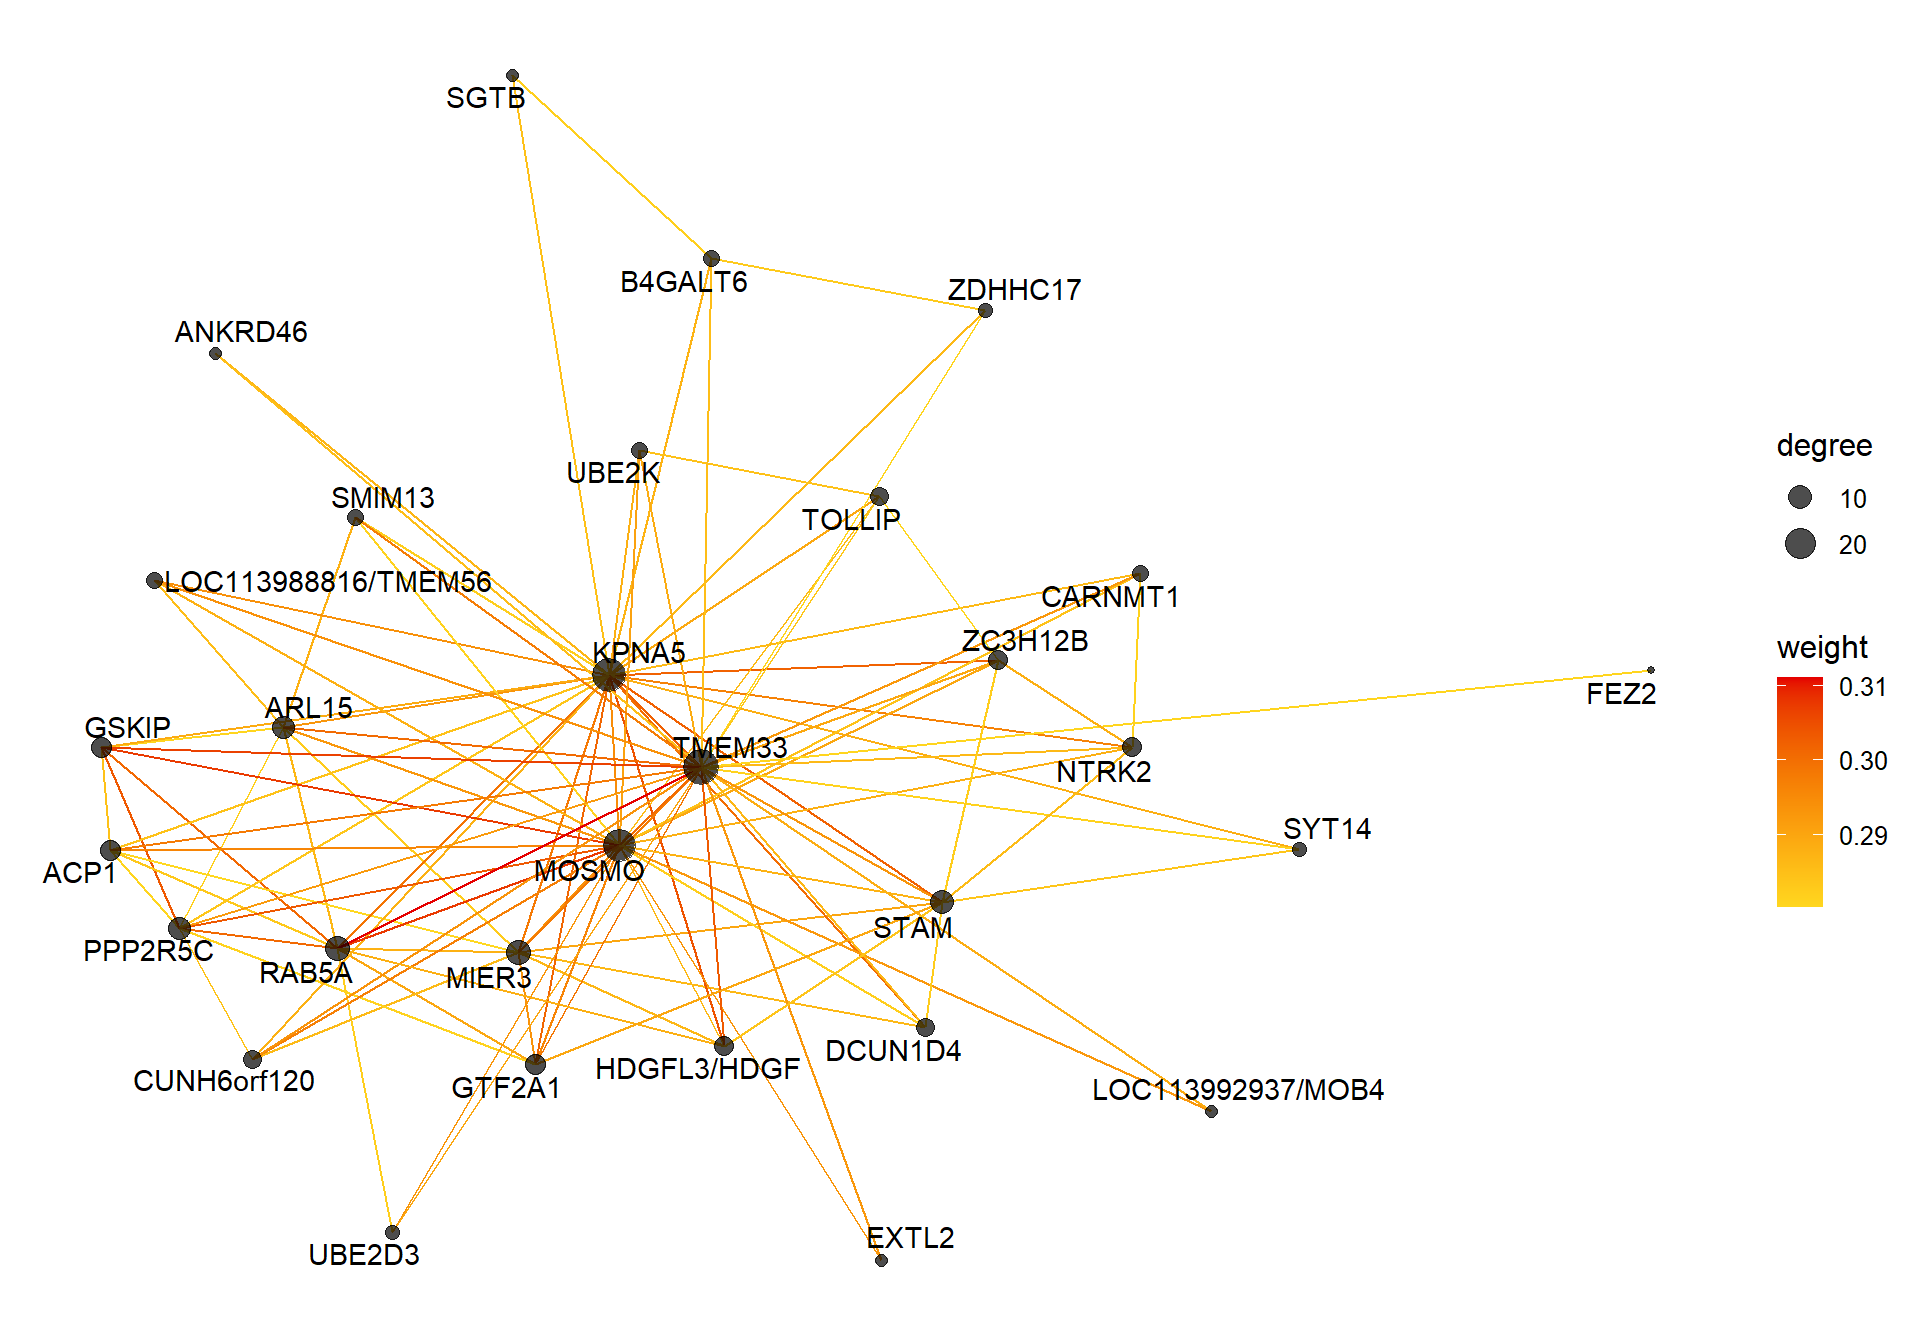 SGTB
B4GALT6
ZDHHC17
ANKRD46
UBE2K
SMIM13
TOLLIP
LOC113988816/TMEM56
CARNMT1
KPNA5
ZC3H12B
FEZ2
ARL15
GSKIP
TMEM33
NTRK2
SYT14
ACP1
MOSMO
STAM
PPP2R5C
RAB5A
MIER3
DCUN1D4
HDGFL3/HDGF
CUNH6orf120
GTF2A1
LOC113992937/MOB4
UBE2D3
EXTL2
degree
10
20
weight
0.31
0.30
0.29